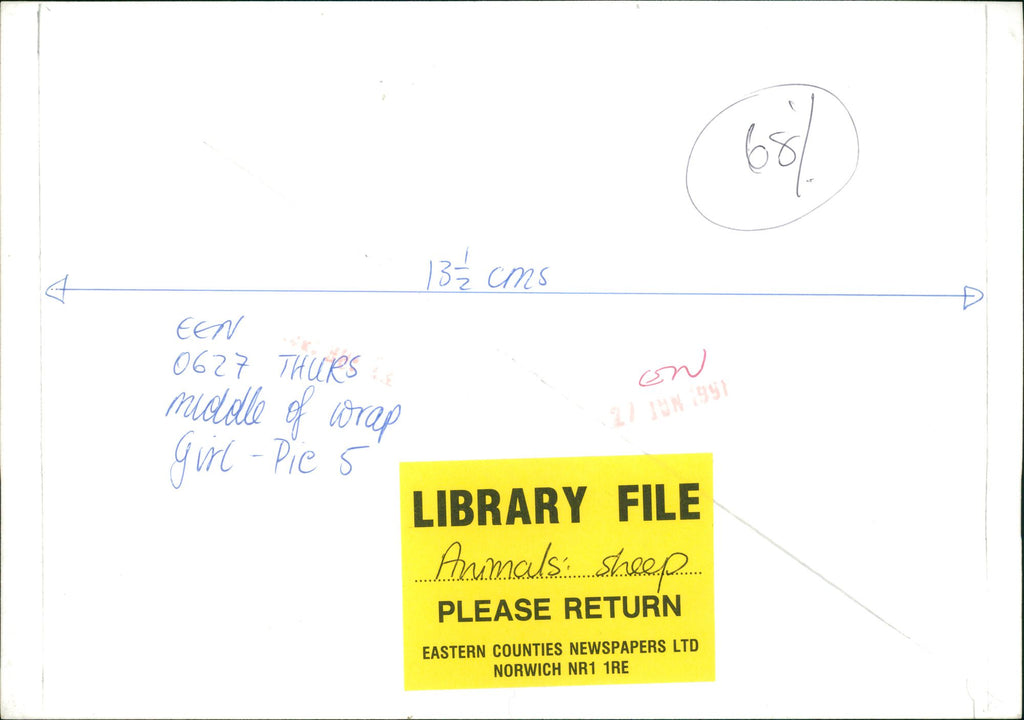 68%
13½ cms
EEN
0627 THURS
middle of wrap
Girl - Pic 5
EEN
27 JUN 1991
LIBRARY FILE
Animals: sheep
PLEASE RETURN
EASTERN COUNTIES NEWSPAPERS LTD
NORWICH NR1 1RE